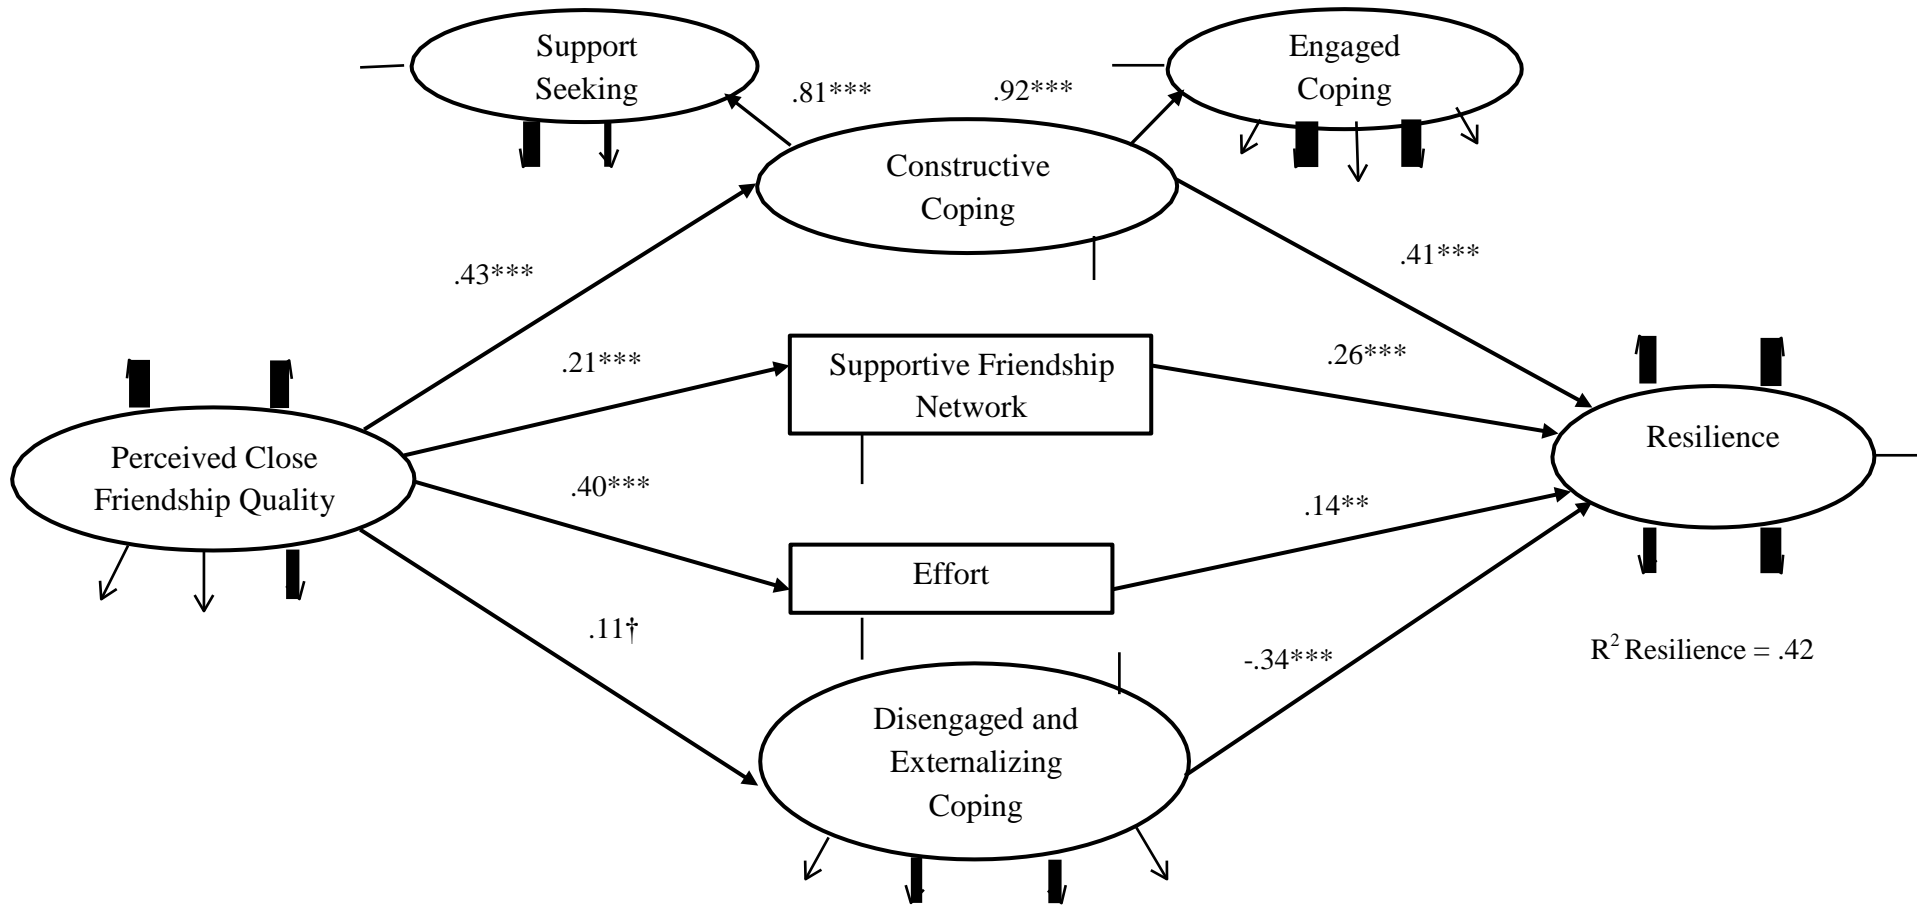 Support
Seeking
Engaged
Coping
.81***
.92***
Constructive
Coping
.43***
.41***
.21***
Supportive Friendship
Network
.26***
Perceived Close
Friendship Quality
Resilience
.40***
.14**
Effort
.11†
-.34***
R² Resilience = .42
Disengaged and
Externalizing
Coping